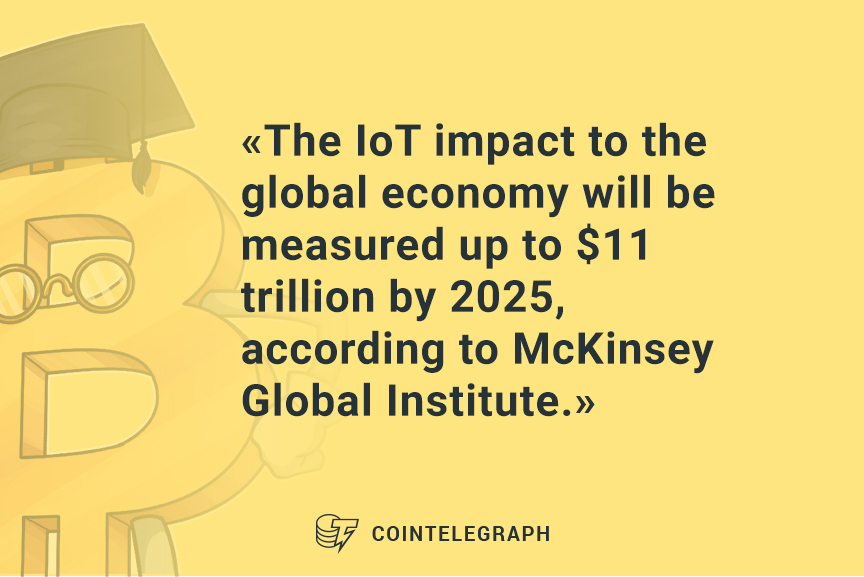 «The IoT impact to the
global economy will be
measured up to $11
trillion by 2025,
according to McKinsey
Global Institute.»
COINTELEGRAPH